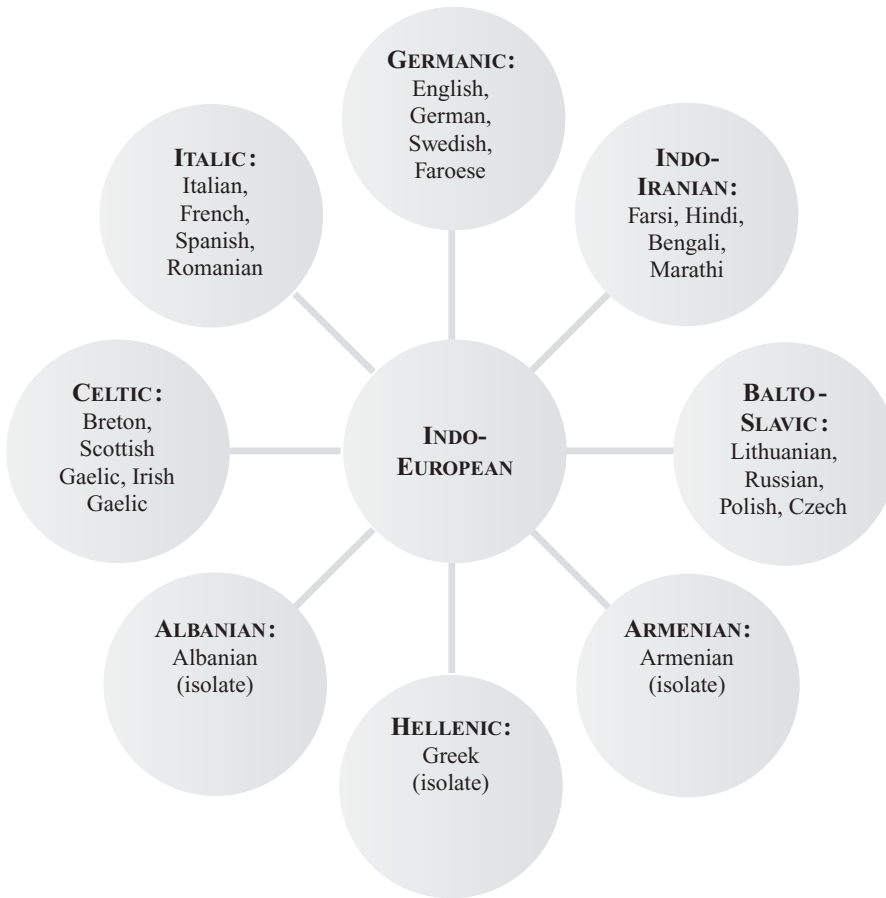 GERMANIC:
English,
German,
Swedish,
Faroese
ITALIC:
Italian,
French,
Spanish,
Romanian
INDO-
IRANIAN:
Farsi, Hindi,
Bengali,
Marathi
CELTIC:
Breton,
Scottish
Gaelic, Irish
Gaelic
INDO-
EUROPEAN
BALTO-
SLAVIC:
Lithuanian,
Russian,
Polish, Czech
ALBANIAN:
Albanian
(isolate)
HELLENIC:
Greek
(isolate)
ARMENIAN:
Armenian
(isolate)